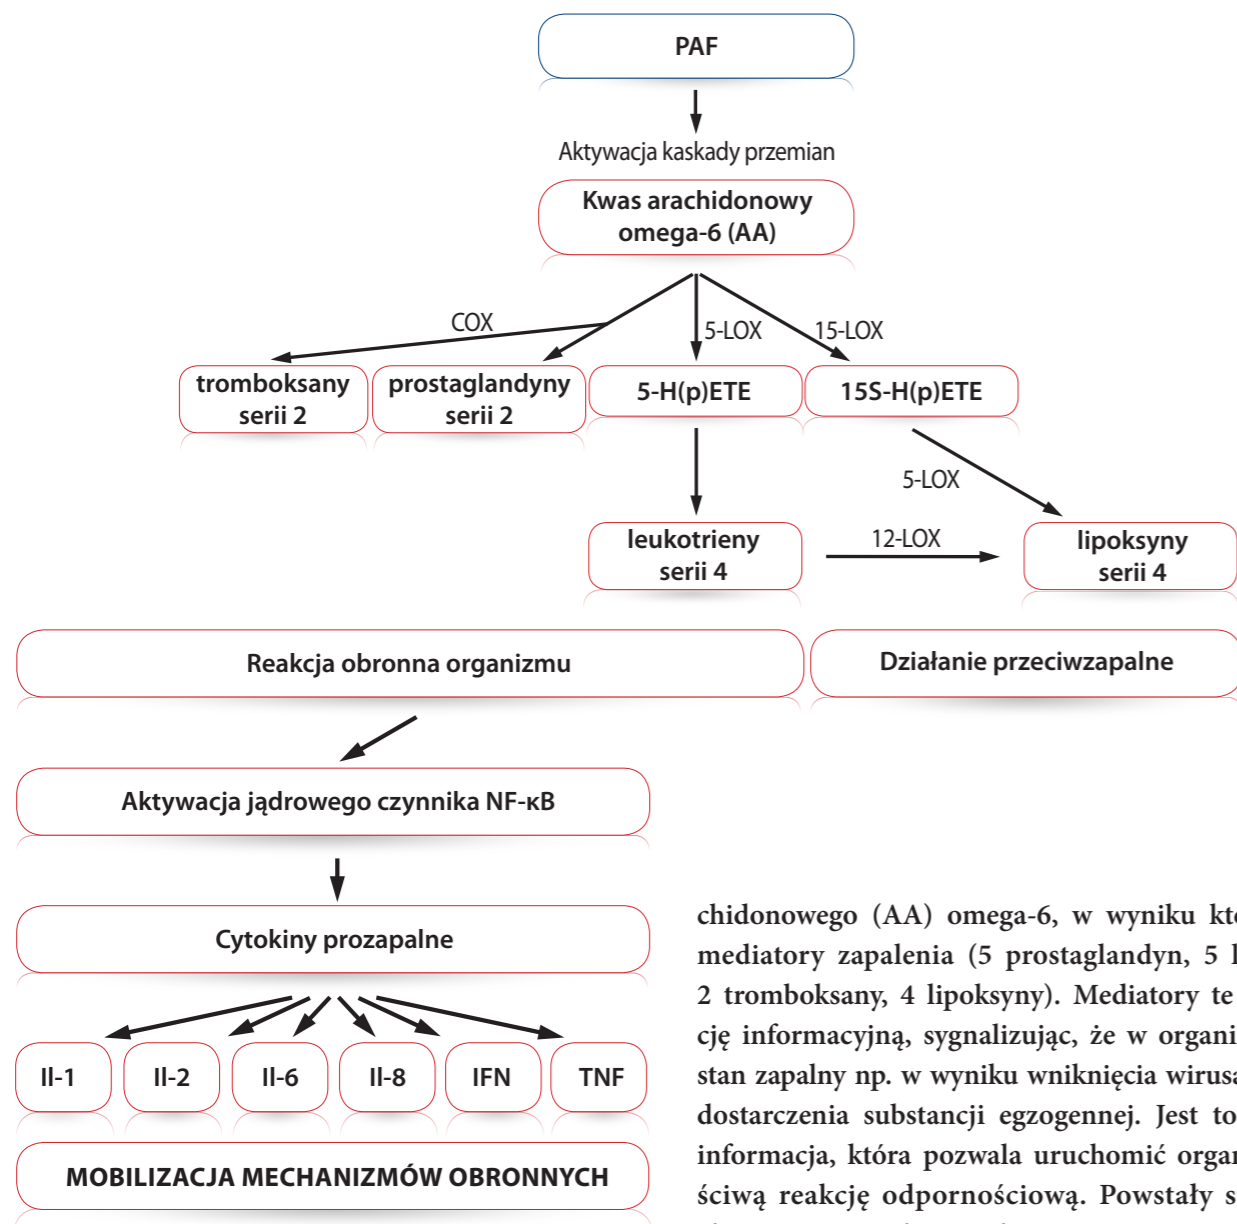 PAF
Aktywacja kaskady przemian
Kwas arachidonowy
omega-6 (AA)
COX
5-LOX
15-LOX
tromboksany
serii 2
prostaglandyny
serii 2
5-H(p)ETE
15S-H(p)ETE
5-LOX
leukotrieny
serii 4
12-LOX
lipoksyny
serii 4
Reakcja obronna organizmu
Działanie przeciwzapalne
Aktywacja jądrowego czynnika NF-κB
Cytokiny prozapalne
Il-1
Il-2
Il-6
Il-8
IFN
TNF
MOBILIZACJA MECHANIZMÓW OBRONNYCH
chidonowego (AA) omega-6, w wyniku
mediatory zapalenia (5 prostaglandyn, 5
2 tromboksany, 4 lipoksyny). Mediatory te
cję informacyjną, sygnalizując, że w
stan zapalny np. w wyniku wniknięcia
dostarczenia substancji egzogennej. Jest to
informacja, która pozwala uruchomić
ściwą reakcję odpornościową. Powstały